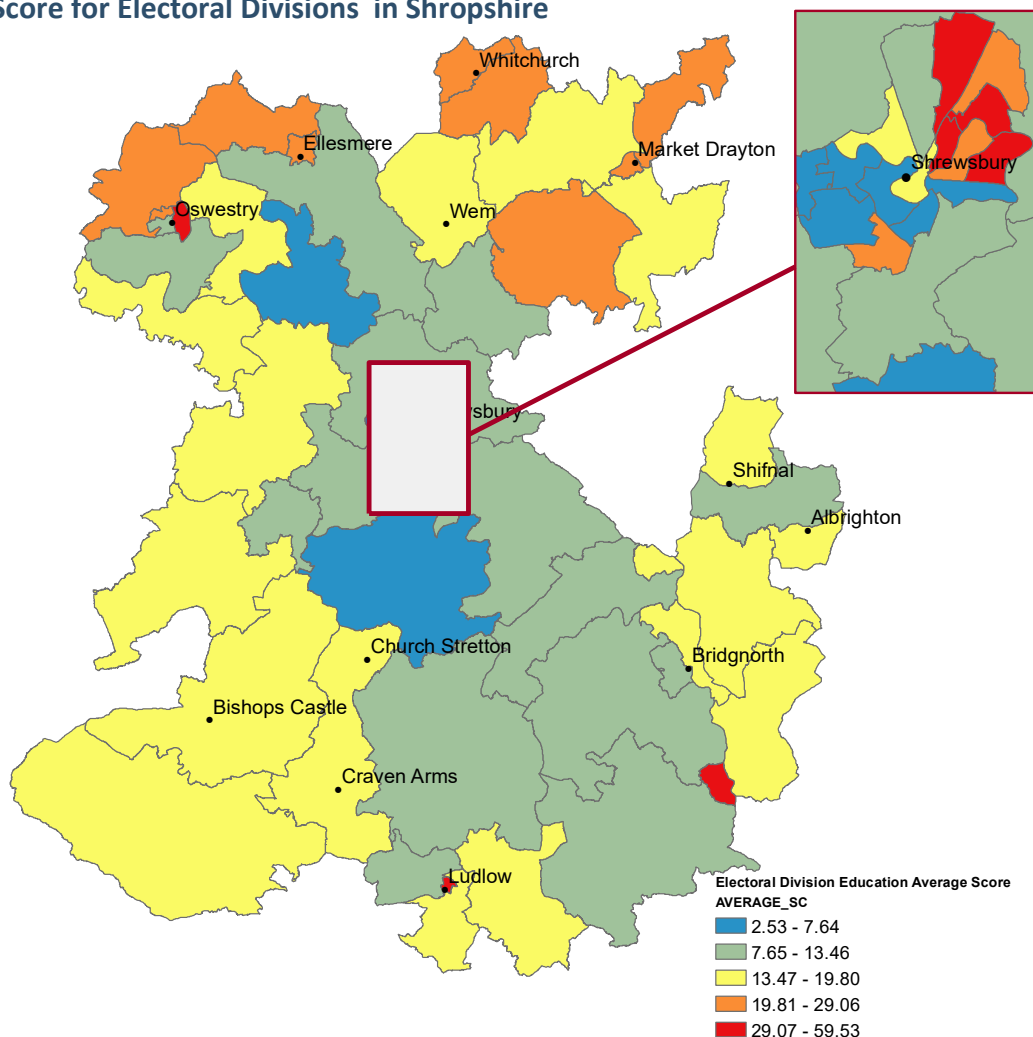 Score for Electoral Divisions in Shropshire
Whitchurch
Ellesmere
Market Drayton
Shrewsbury
Oswestry
Wem
sbury
Shifnal
Albrighton
Church Stretton
Bridgnorth
Bishops Castle
Craven Arms
Ludlow
Electoral Division Education Average Score
AVERAGE_SC
2.53 - 7.64
7.65 - 13.46
13.47 - 19.80
19.81 - 29.06
29.07 - 59.53